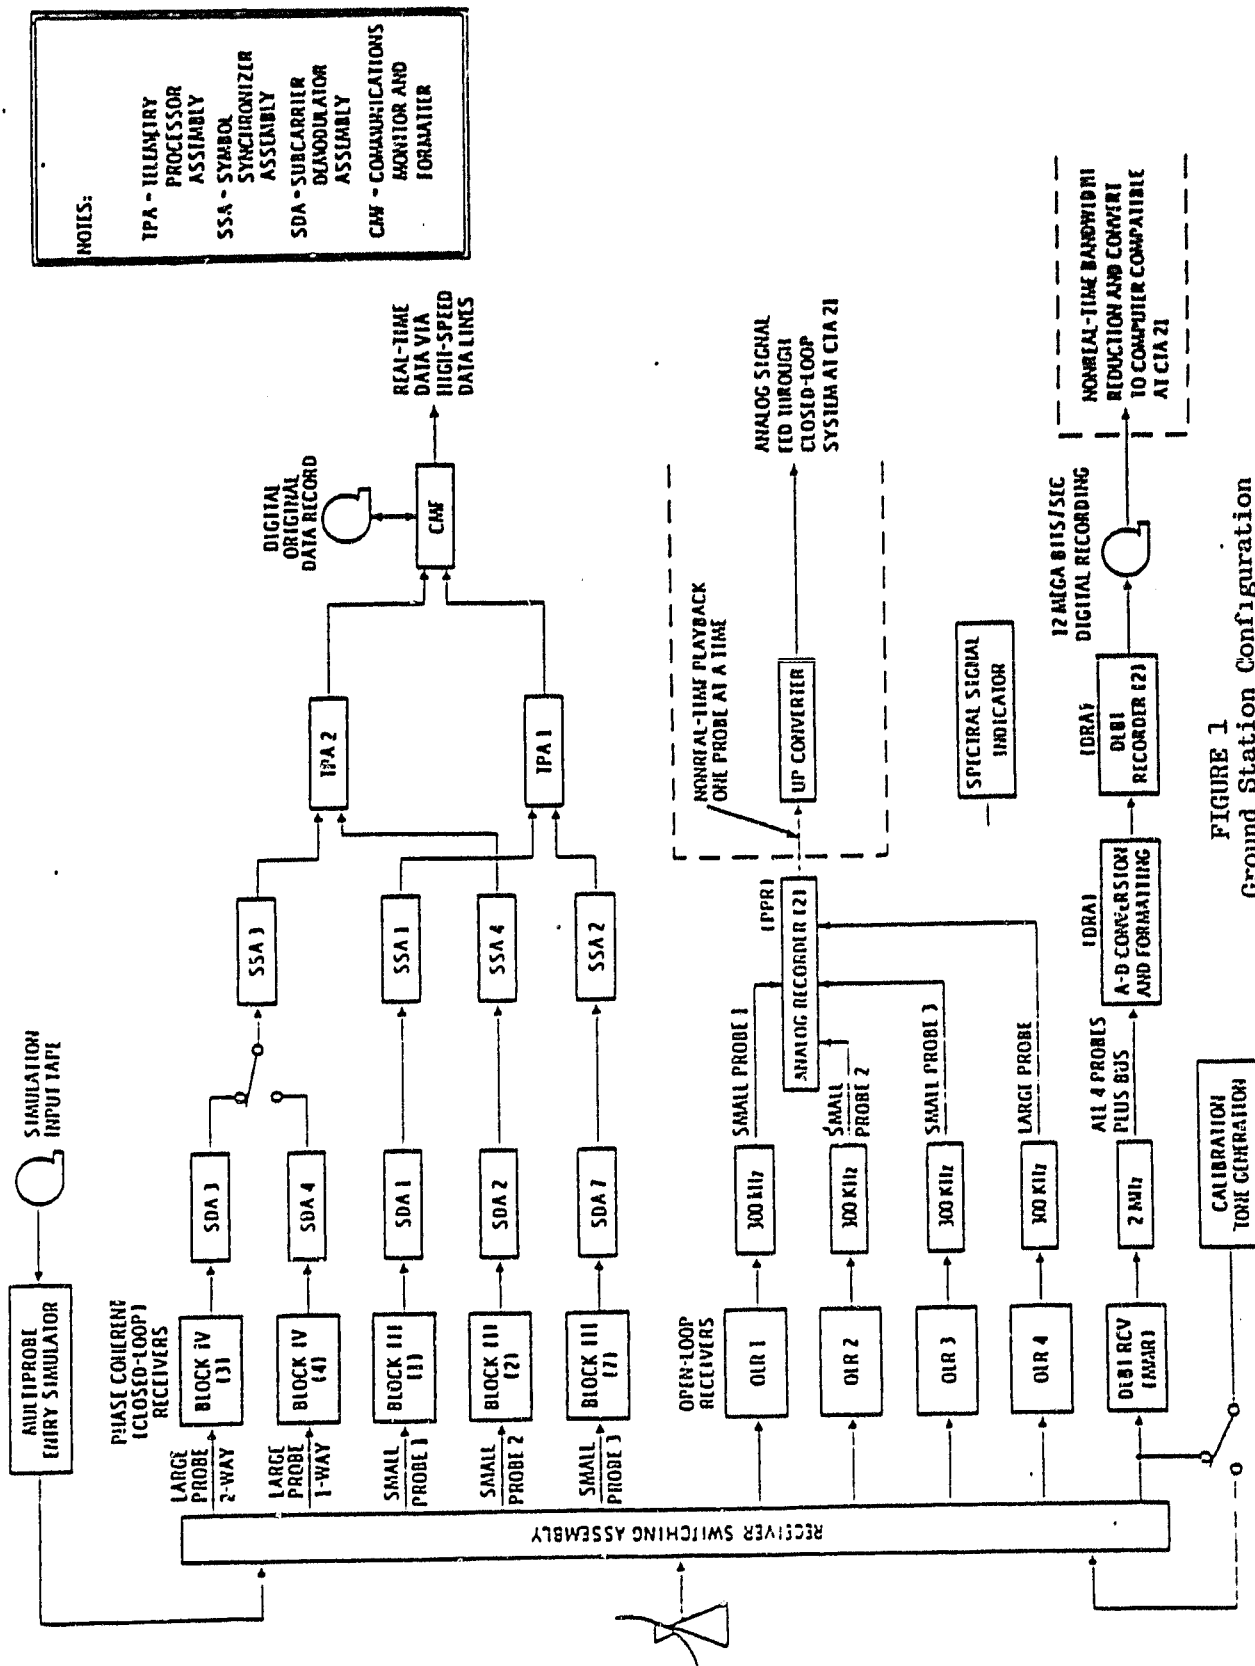 NOTES:
TPA - TELEMETRY
PROCESSOR
ASSEMBLY
SSA - SYMBOL
SYNCHRONIZER
ASSEMBLY
SDA - SUBCARRIER
DEMODULATOR
ASSEMBLY
CMF - COMMUNICATIONS
MONITOR AND
FORMATTER
MULTIPROBE
ENTRY SIMULATOR
SIMULATION
INPUT TAPE
PHASE COHERENT
(CLOSED-LOOP)
RECEIVERS
LARGE
PROBE
2-WAY
BLOCK IV
(3)
SDA 3
SSA 3
TPA 2
DIGITAL
ORIGINAL
DATA RECORD
CMF
REAL-TIME
DATA VIA
HIGH-SPEED
DATA LINES
LARGE
PROBE
1-WAY
BLOCK IV
(4)
SDA 4
SMALL
PROBE 1
BLOCK III
(1)
SDA 1
SSA 1
TPA 1
SMALL
PROBE 2
BLOCK III
(2)
SDA 2
SSA 4
SMALL
PROBE 3
BLOCK III
SDA 7
SSA 2
RECEIVER SWITCHING ASSEMBLY
OPEN-LOOP
RECEIVERS
OLR 1
300 KHz
SMALL PROBE 1
OLR 2
300 KHz
SMALL
PROBE 2
OLR 3
300 KHz
SMALL PROBE 3
OLR 4
300 KHz
LARGE PROBE
(PPR)
ANALOG RECORDER (2)
NONREAL-TIME PLAYBACK
ONE PROBE AT A TIME
UP CONVERTER
ANALOG SIGNAL
FED THROUGH
CLOSED-LOOP
SYSTEM AT CTA 21
SPECTRAL SIGNAL
INDICATOR
DLBI RCV
(MMR)
2 MHz
ALL 4 PROBES
PLUS BUS
(DRA)
A-D CONVERSION
AND FORMATTING
(DRA)
DLBI
RECORDER (2)
12 MEGA BITS/SEC
DIGITAL RECORDING
NONREAL-TIME BANDWIDTH
REDUCTION AND CONVERT
TO COMPUTER COMPATIBLE
AT CTA 21
CALIBRATION
TONE GENERATION
FIGURE 1
Ground Station Configuration